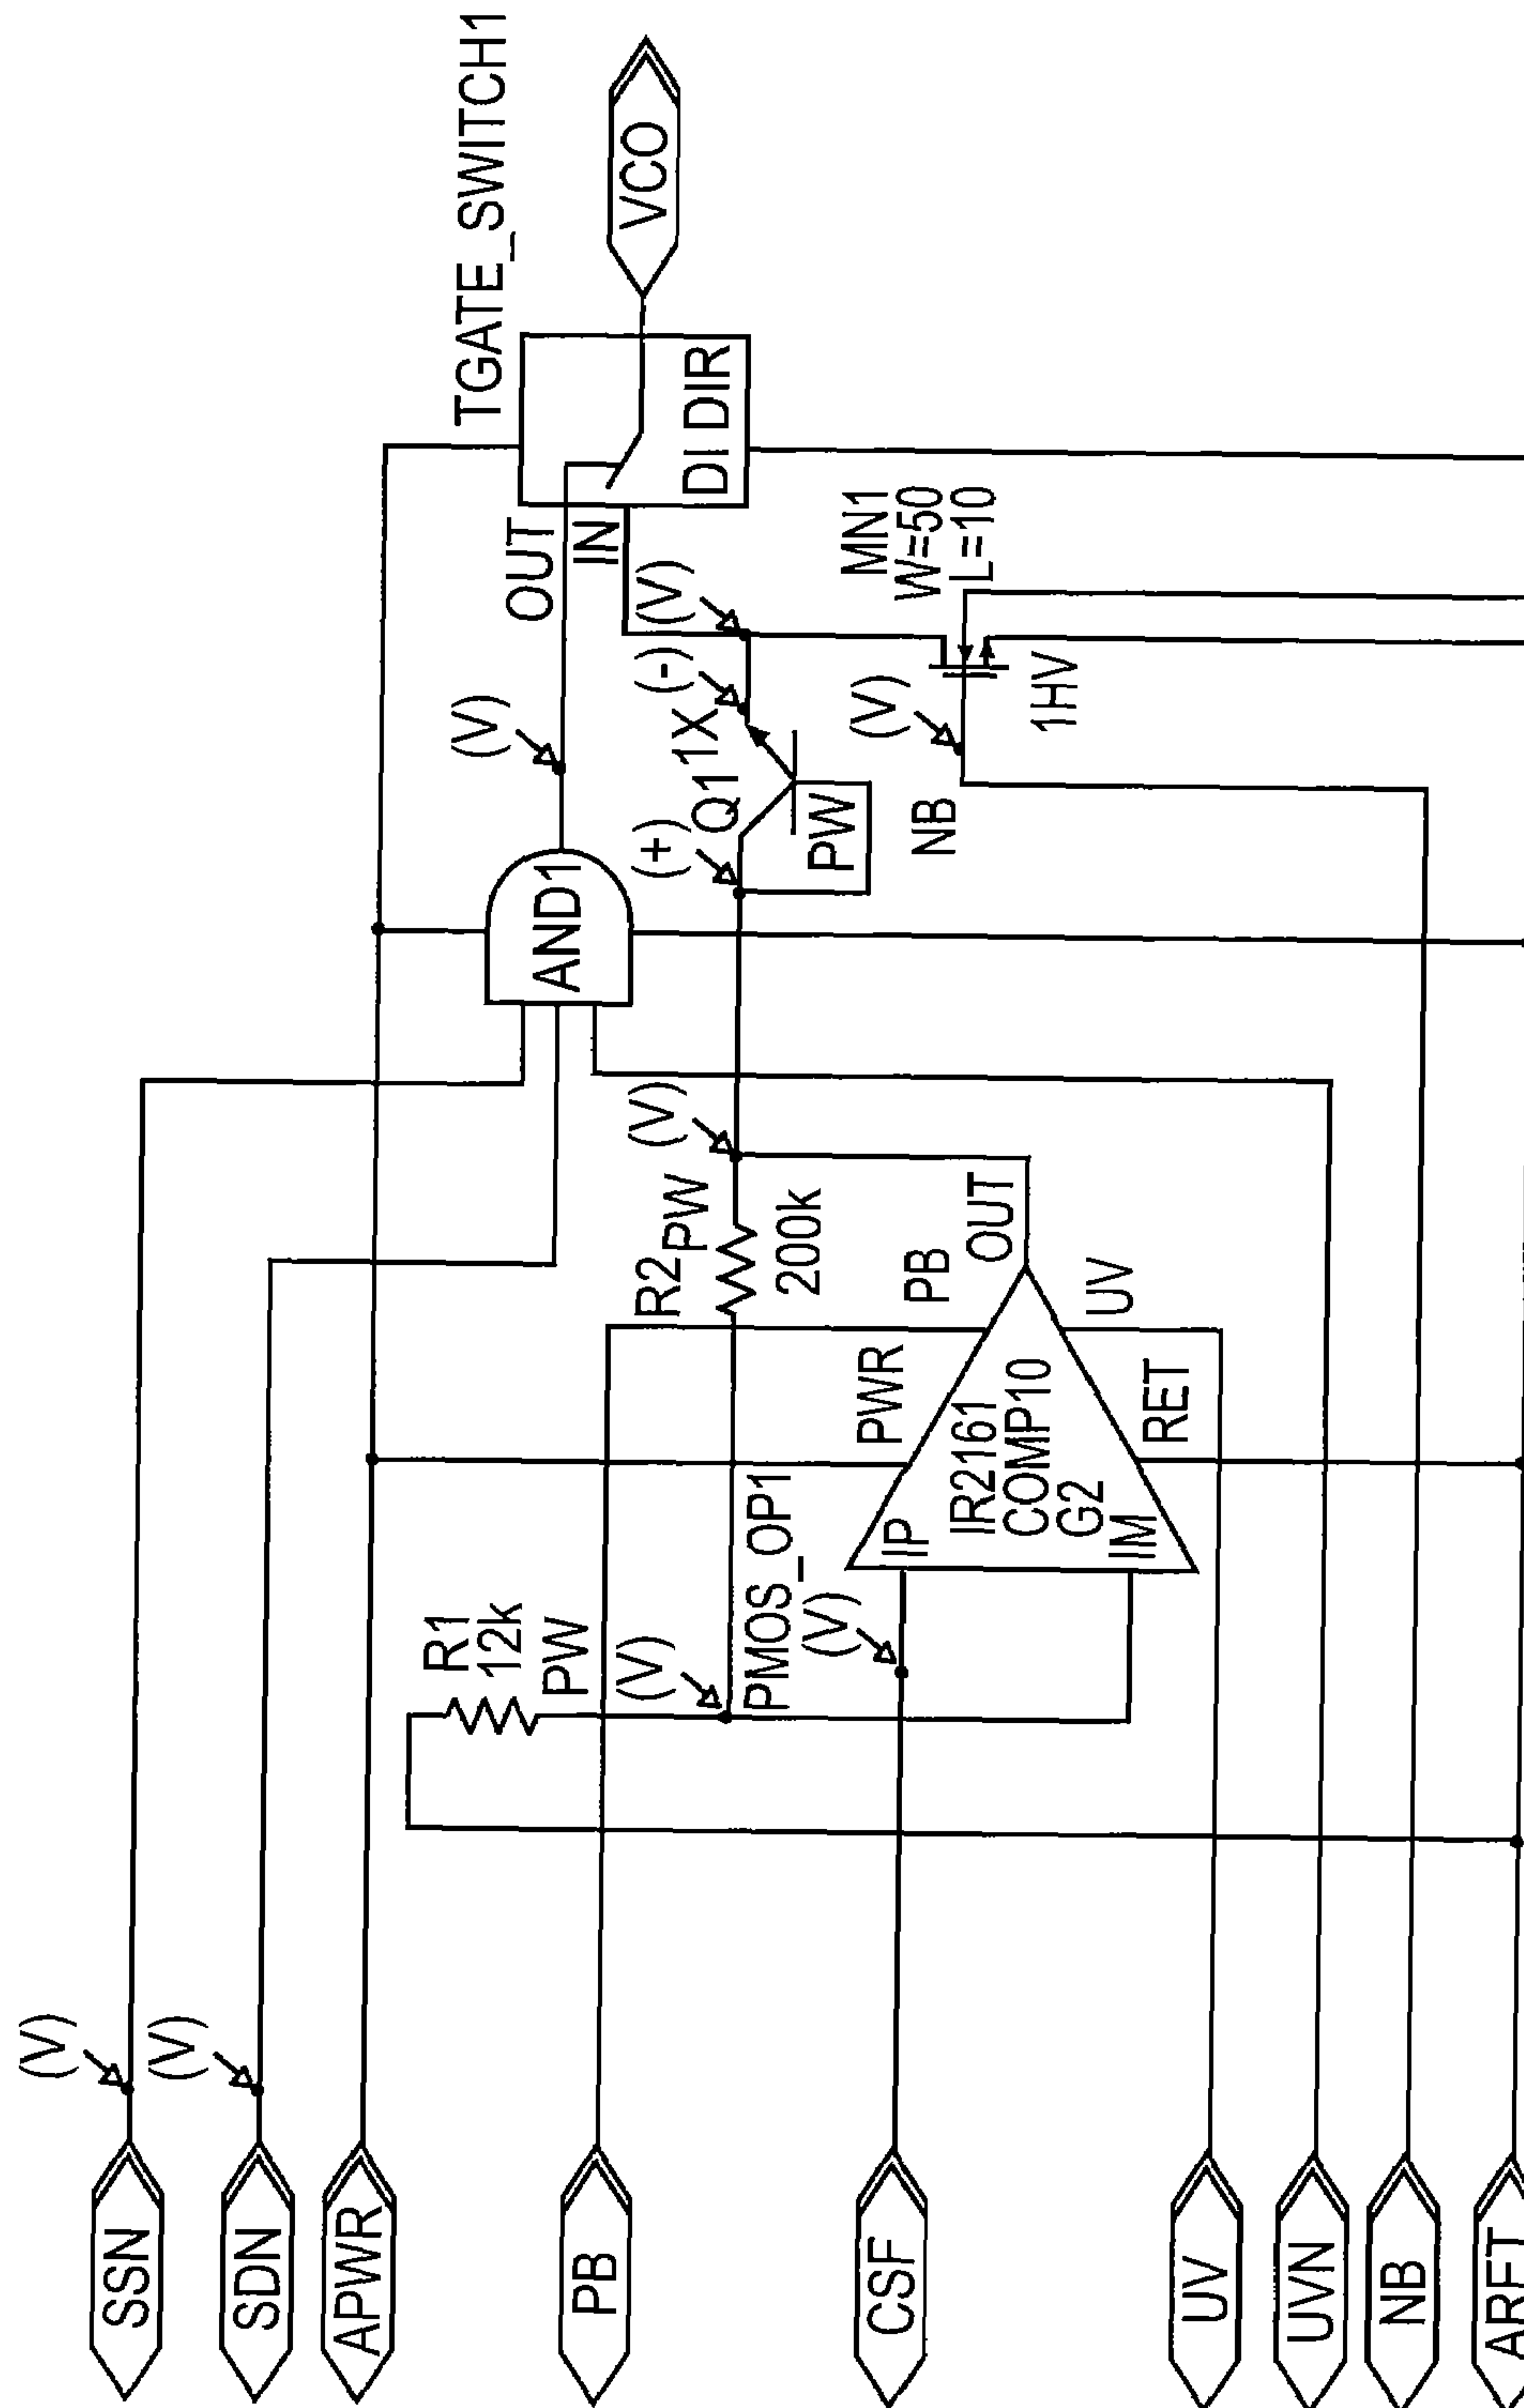 (V)
SSN
(V)
SDN
APWR
TGATE_SWITCH1
R1
12k
PW
(V)
AND1
OUT
IN
VCO
PB
(V)
R2
PW
200k
(V)
(+)
Q1
1X
(-)
(V)
DI DIR
PW
PMOS_OP1
(V)
CSF
IP
IR2161
COMP10
G2
IM
PWR
PB
OUT
UV
RET
MN1
W=50
L=10
(V)
NB
1HV
UV
UVN
NB
ARET